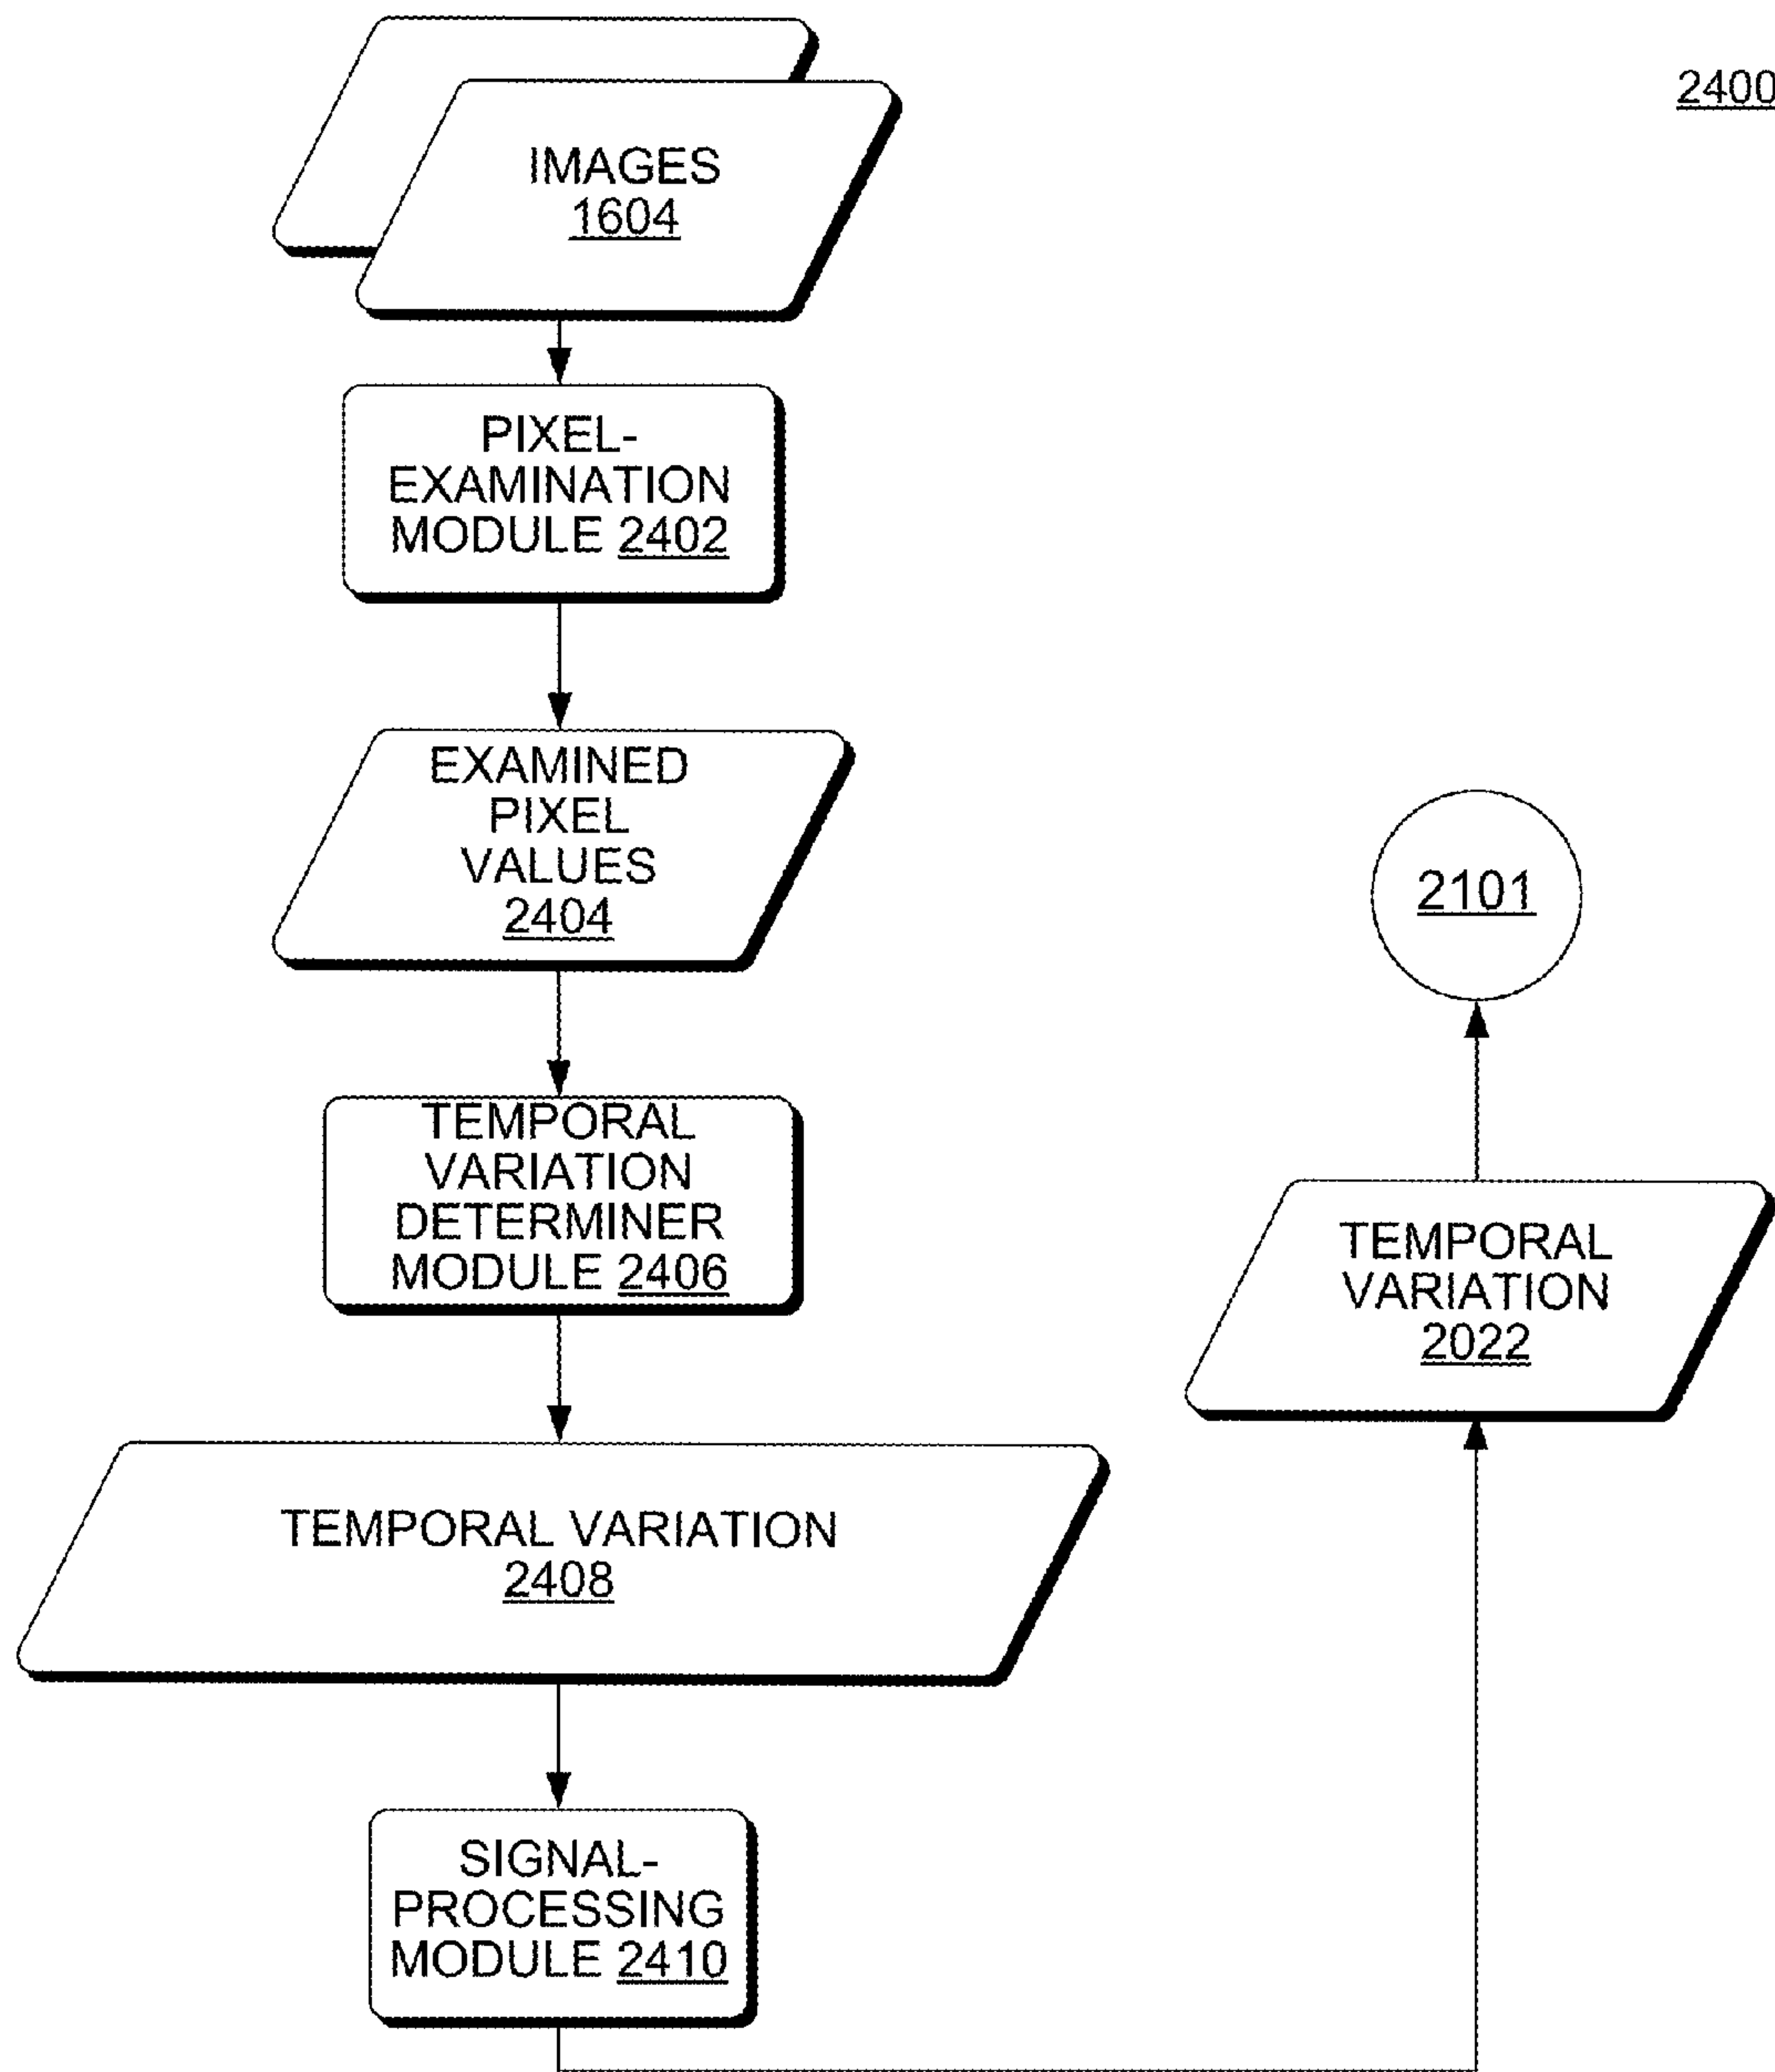 2400
IMAGES
1604
PIXEL-
EXAMINATION
MODULE 2402
EXAMINED
PIXEL
VALUES
2404
TEMPORAL
VARIATION
DETERMINER
MODULE 2406
TEMPORAL VARIATION
2408
SIGNAL-
PROCESSING
MODULE 2410
TEMPORAL
VARIATION
2022
2101